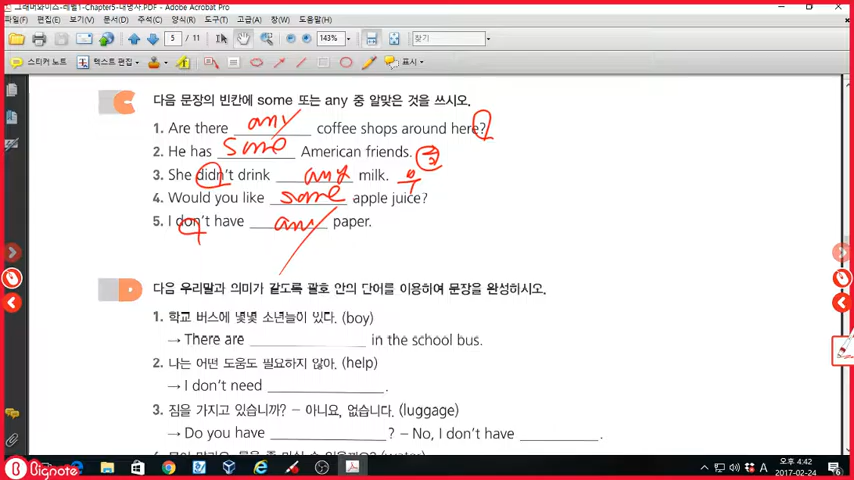 그래머와이즈-레벨1-Chapter5-대명사.PDF - Adobe Acrobat Pro
파일(F) 편집(E) 보기(V) 문서(D) 주석(C) 양식(R) 도구(T) 고급(A) 창(W) 도움말(H)
5 / 11 143% 찾기
스티커 노트 텍스트 편집 표시
C 다음 문장의 빈칸에 some 또는 any 중 알맞은 것을 쓰시오.
1. Are there any coffee shops around here?
2. He has some American friends.
3. She didn't drink any milk.
4. Would you like some apple juice?
5. I don't have any paper.
D 다음 우리말과 의미가 같도록 괄호 안의 단어를 이용하여 문장을 완성하시오.
1. 학교 버스에 몇몇 소년들이 있다. (boy)
→ There are in the school bus.
2. 나는 어떤 도움도 필요하지 않아. (help)
→ I don't need .
3. 짐을 가지고 있습니까? – 아니요, 없습니다. (luggage)
→ Do you have ? – No, I don't have .
Bignote
A 오후 4:42
2017-02-24